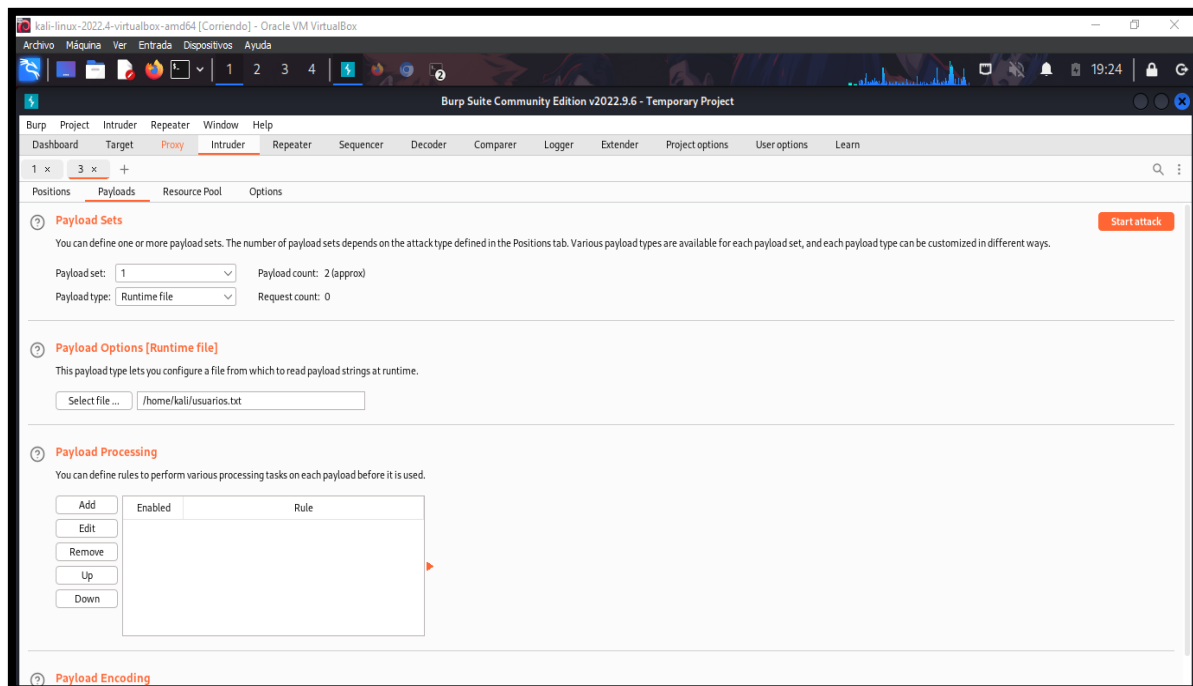 kali-linux-2022.4-virtualbox-amd64 [Corriendo] - Oracle VM VirtualBox
Archivo Máquina Ver Entrada Dispositivos Ayuda
1 2 3 4 2 19:24
Burp Suite Community Edition v2022.9.6 - Temporary Project
Burp Project Intruder Repeater Window Help
Dashboard Target Proxy Intruder Repeater Sequencer Decoder Comparer Logger Extender Project options User options Learn
1 × 3 × +
Positions Payloads Resource Pool Options
? Payload Sets Start attack
You can define one or more payload sets. The number of payload sets depends on the attack type defined in the Positions tab. Various payload types are available for each payload set, and each payload type can be customized in different ways.
Payload set: 1 Payload count: 2 (approx)
Payload type: Runtime file Request count: 0
? Payload Options [Runtime file]
This payload type lets you configure a file from which to read payload strings at runtime.
Select file ... /home/kali/usuarios.txt
? Payload Processing
You can define rules to perform various processing tasks on each payload before it is used.
Add Enabled Rule
Edit
Remove
Up
Down
? Payload Encoding